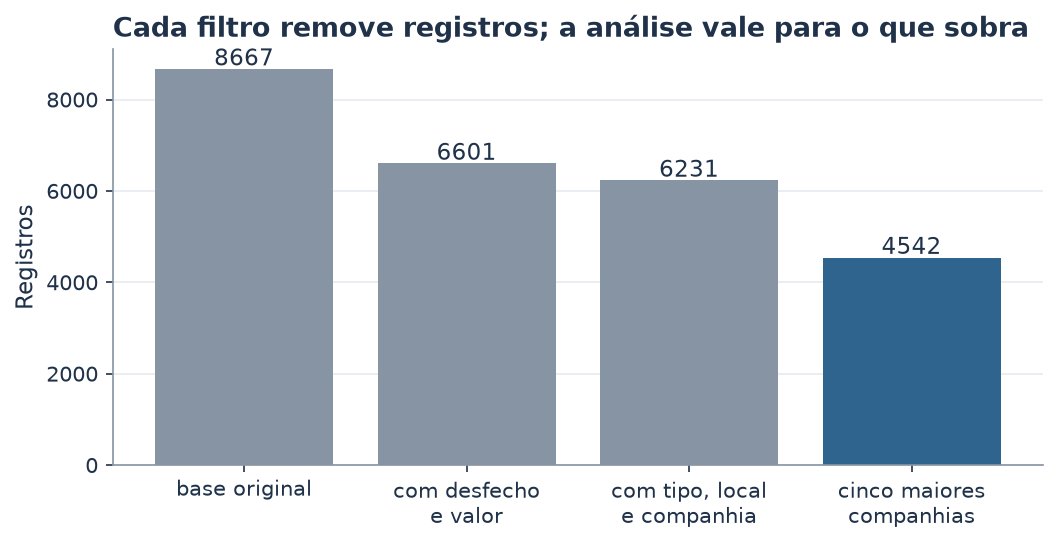 Cada filtro remove registros; a análise vale para o que sobra
8667
6601
6231
4542
8000
6000
4000
2000
0
Registros
base original
com desfecho
e valor
com tipo, local
e companhia
cinco maiores
companhias